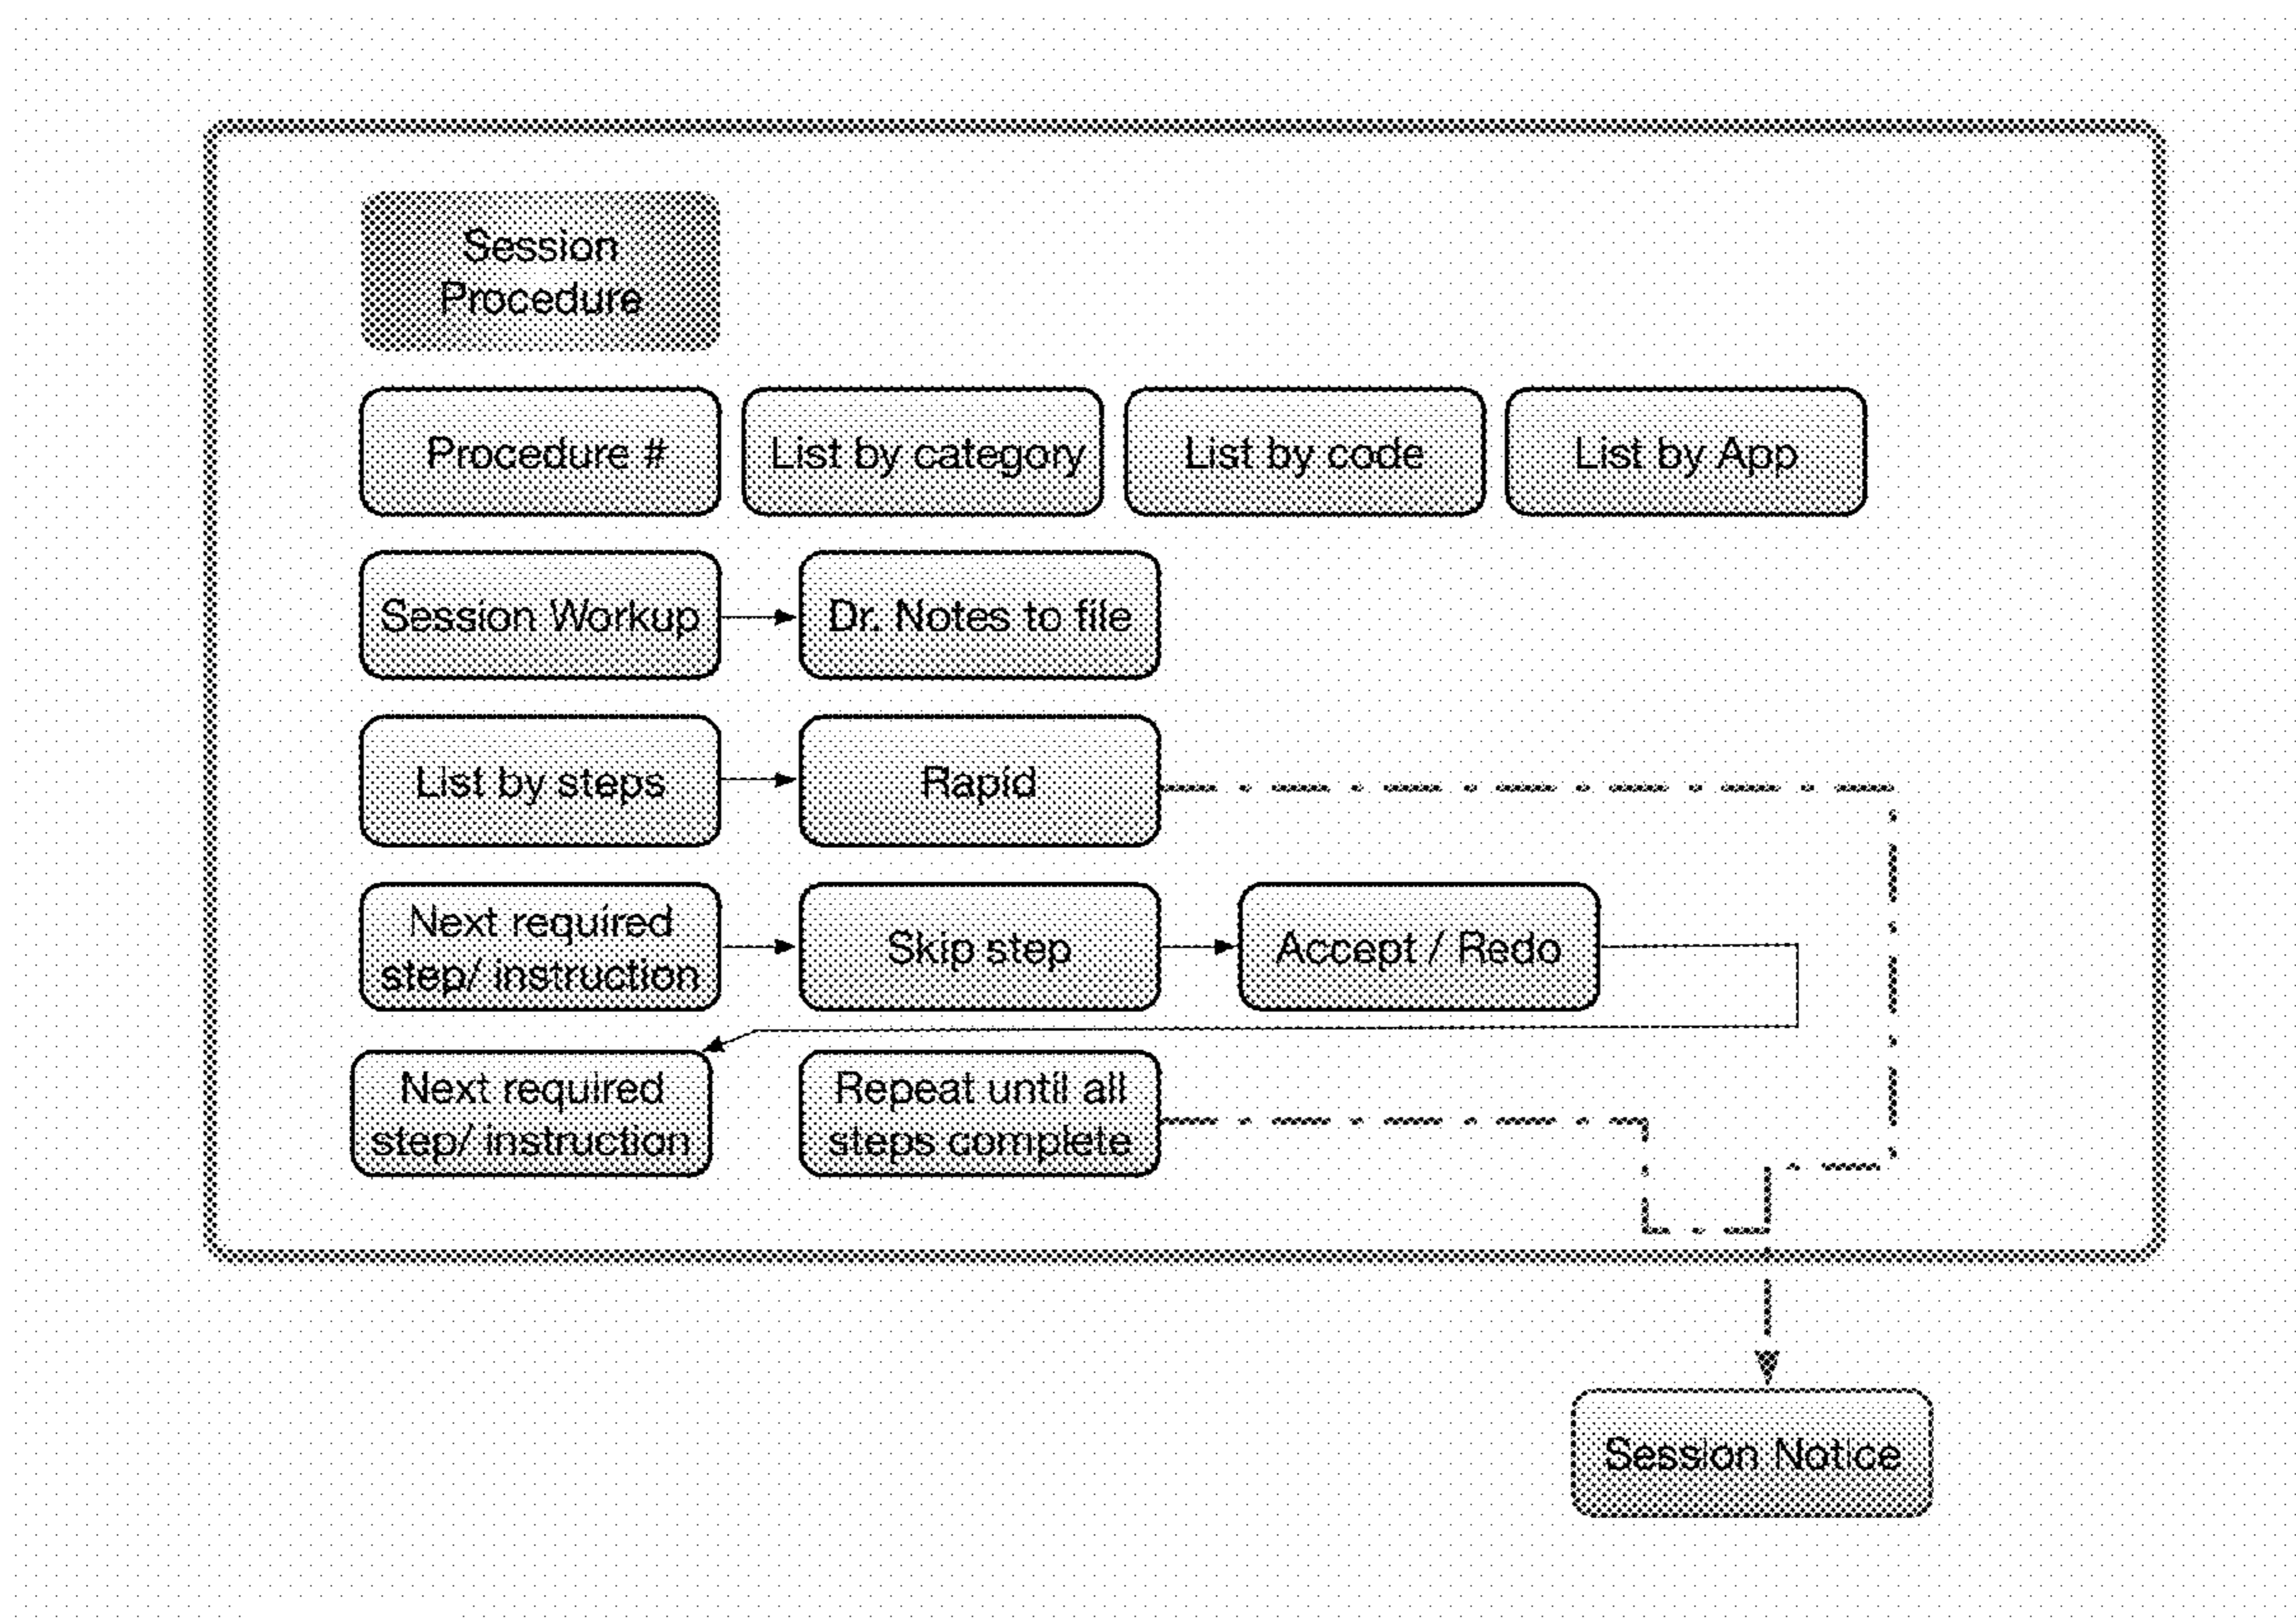 Session
Procedure
Procedure #
List by category
List by code
List by App
Session Workup
Dr. Notes to file
List by steps
Rapid
Next required
step/ instruction
Skip step
Accept / Redo
Next required
step/ instruction
Repeat until all
steps complete
Session Notice